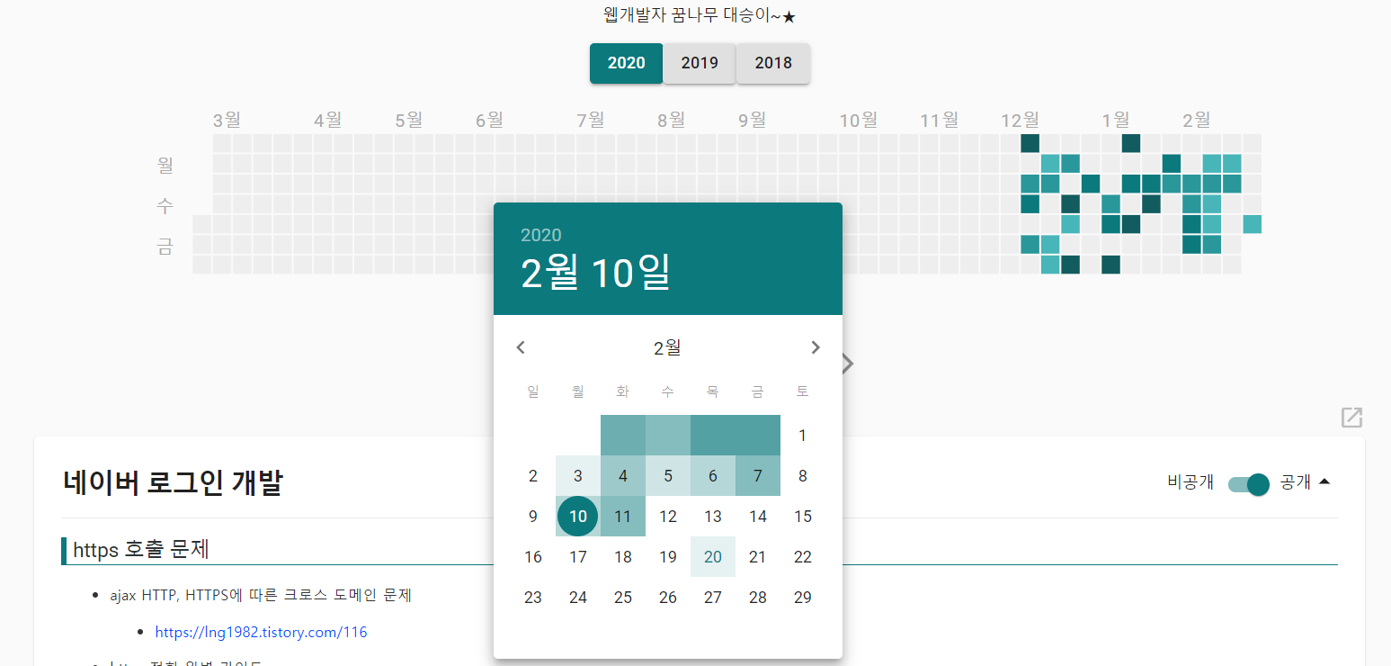 웹개발자 꿈나무 대승이~★
2020 2019 2018
3월 4월 5월 6월 7월 8월 9월 10월 11월 12월 1월 2월
월
수
금
2020
2월 10일
2월
일 월 화 수 목 금 토
1
2 3 4 5 6 7 8
9 10 11 12 13 14 15
16 17 18 19 20 21 22
23 24 25 26 27 28 29
네이버 로그인 개발
비공개 공개
https 호출 문제
ajax HTTP, HTTPS에 따른 크로스 도메인 문제
https://lng1982.tistory.com/116